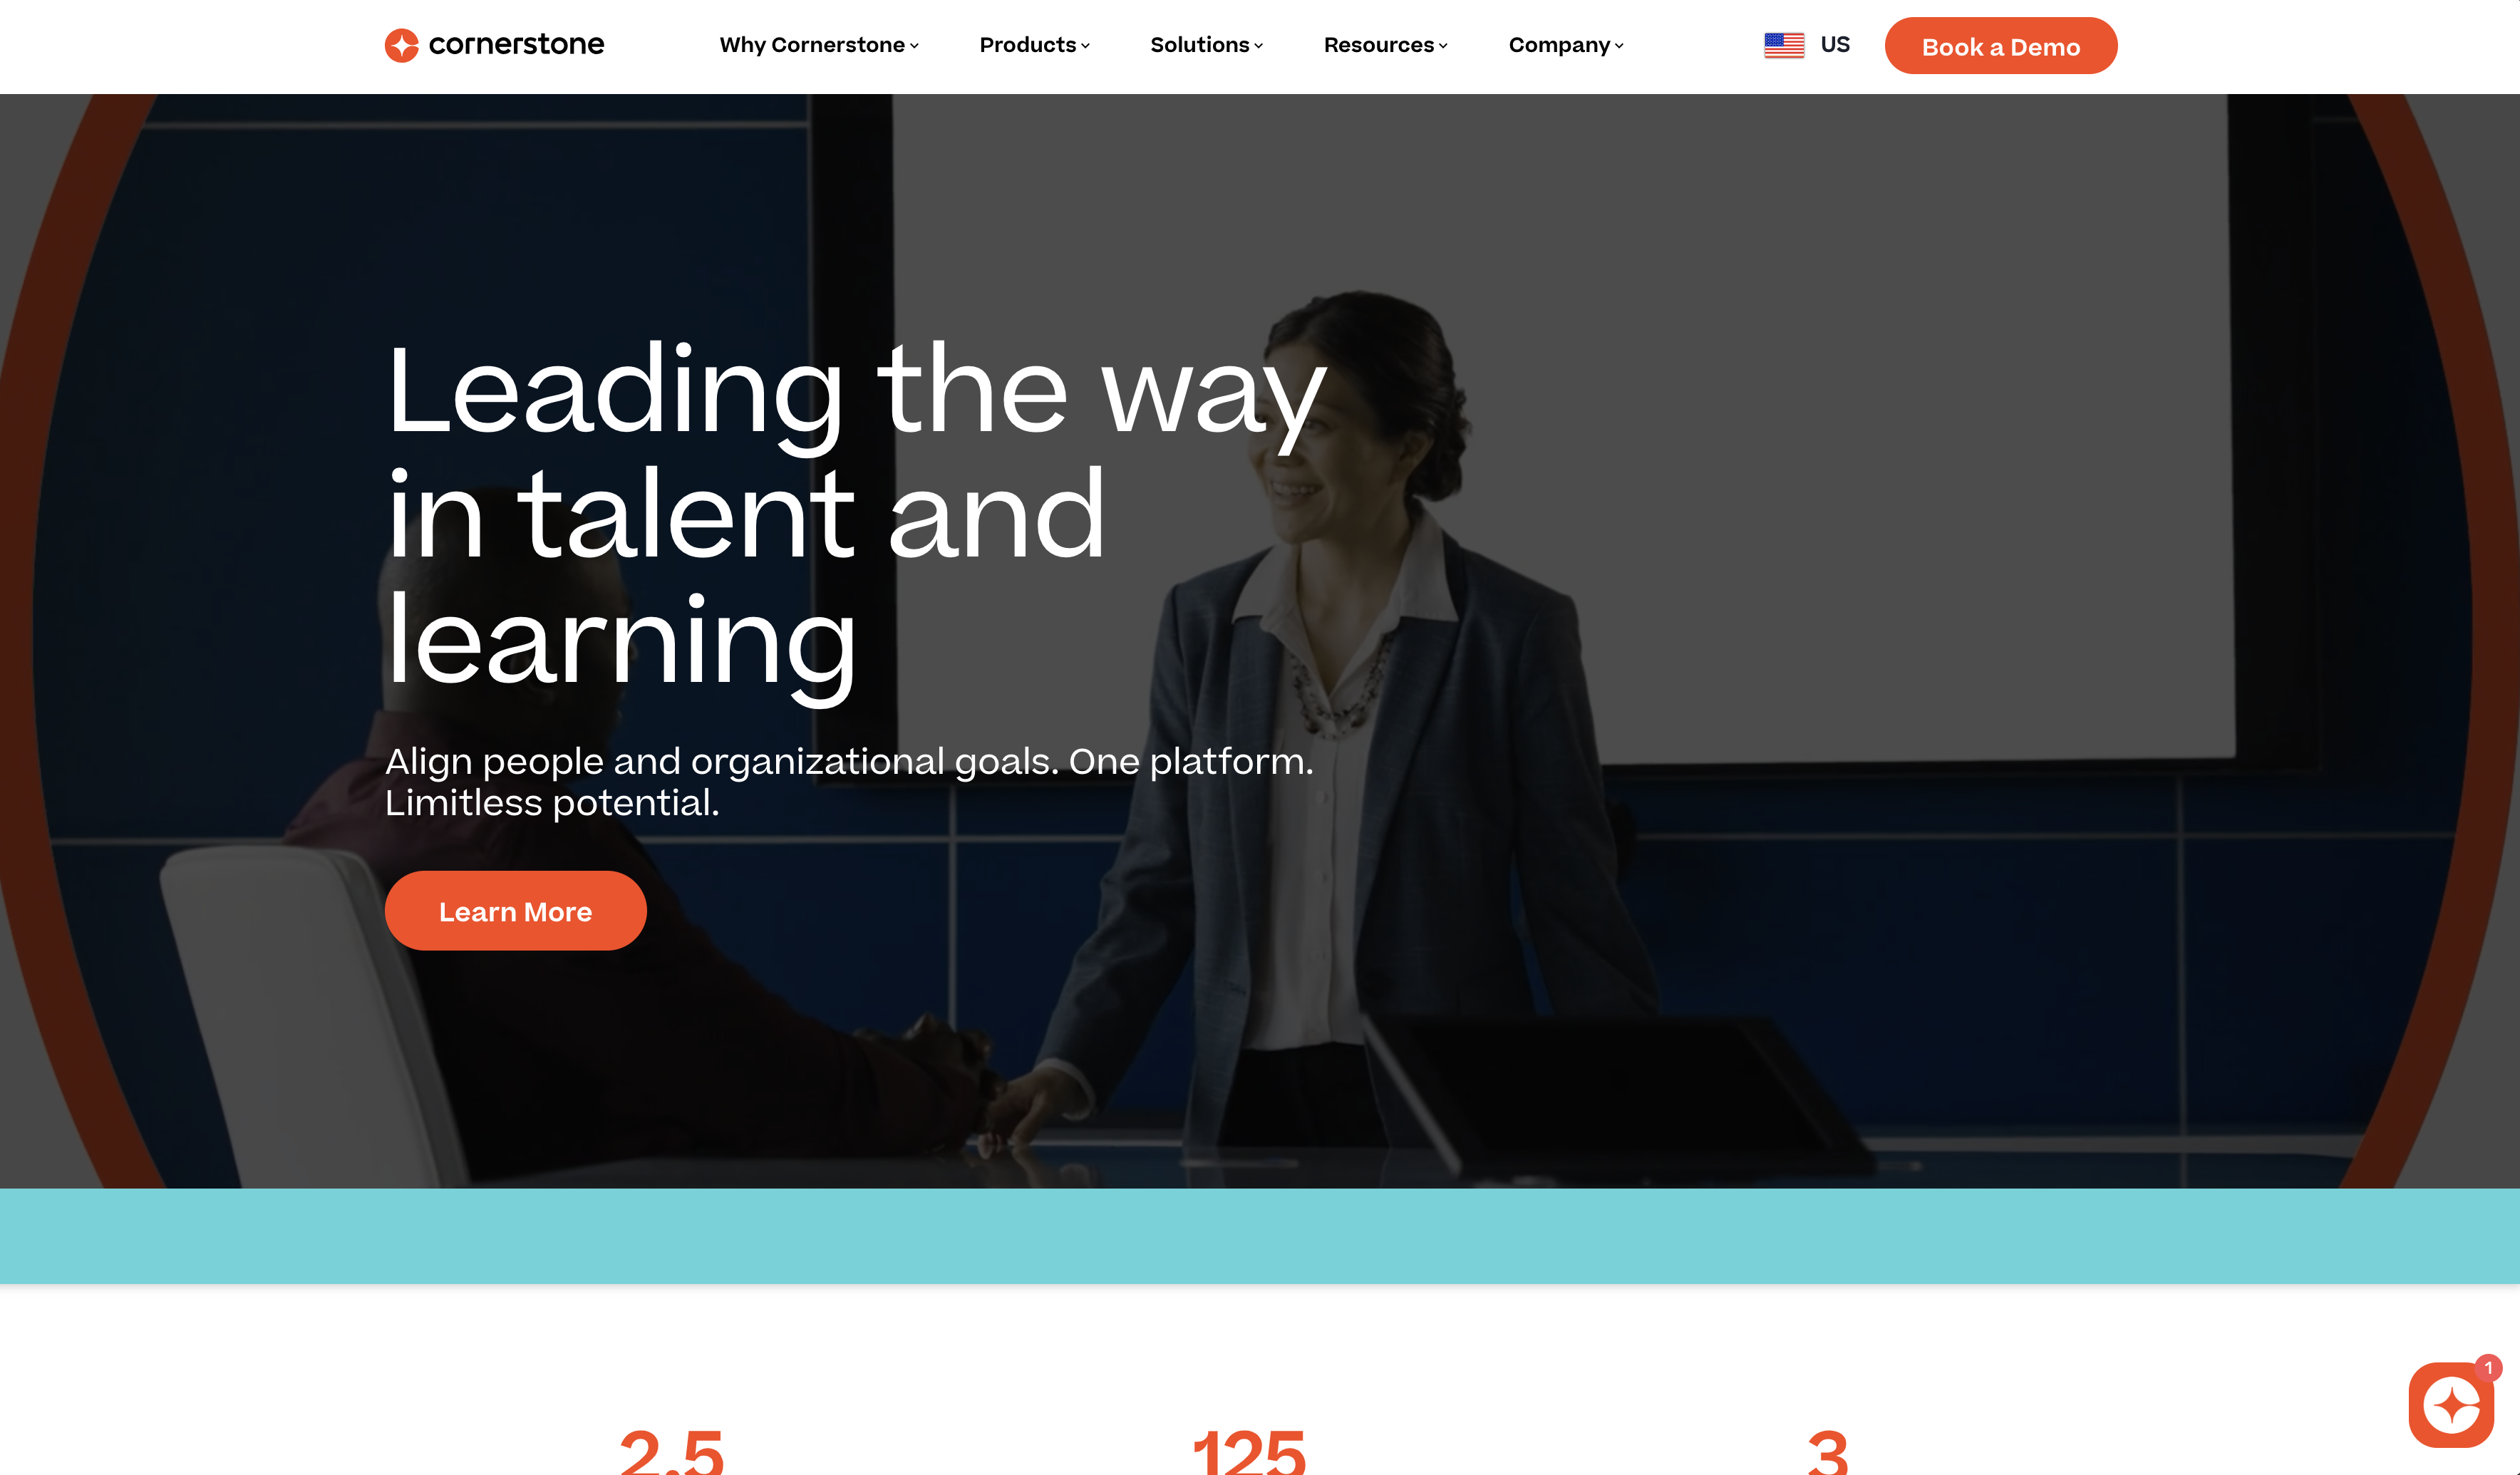 cornerstone
Why Cornerstone
Products
Solutions
Resources
Company
US
Book a Demo
Leading the way
in talent and
learning
Align people and organizational goals. One platform.
Limitless potential.
Learn More
1
2.5
125
3